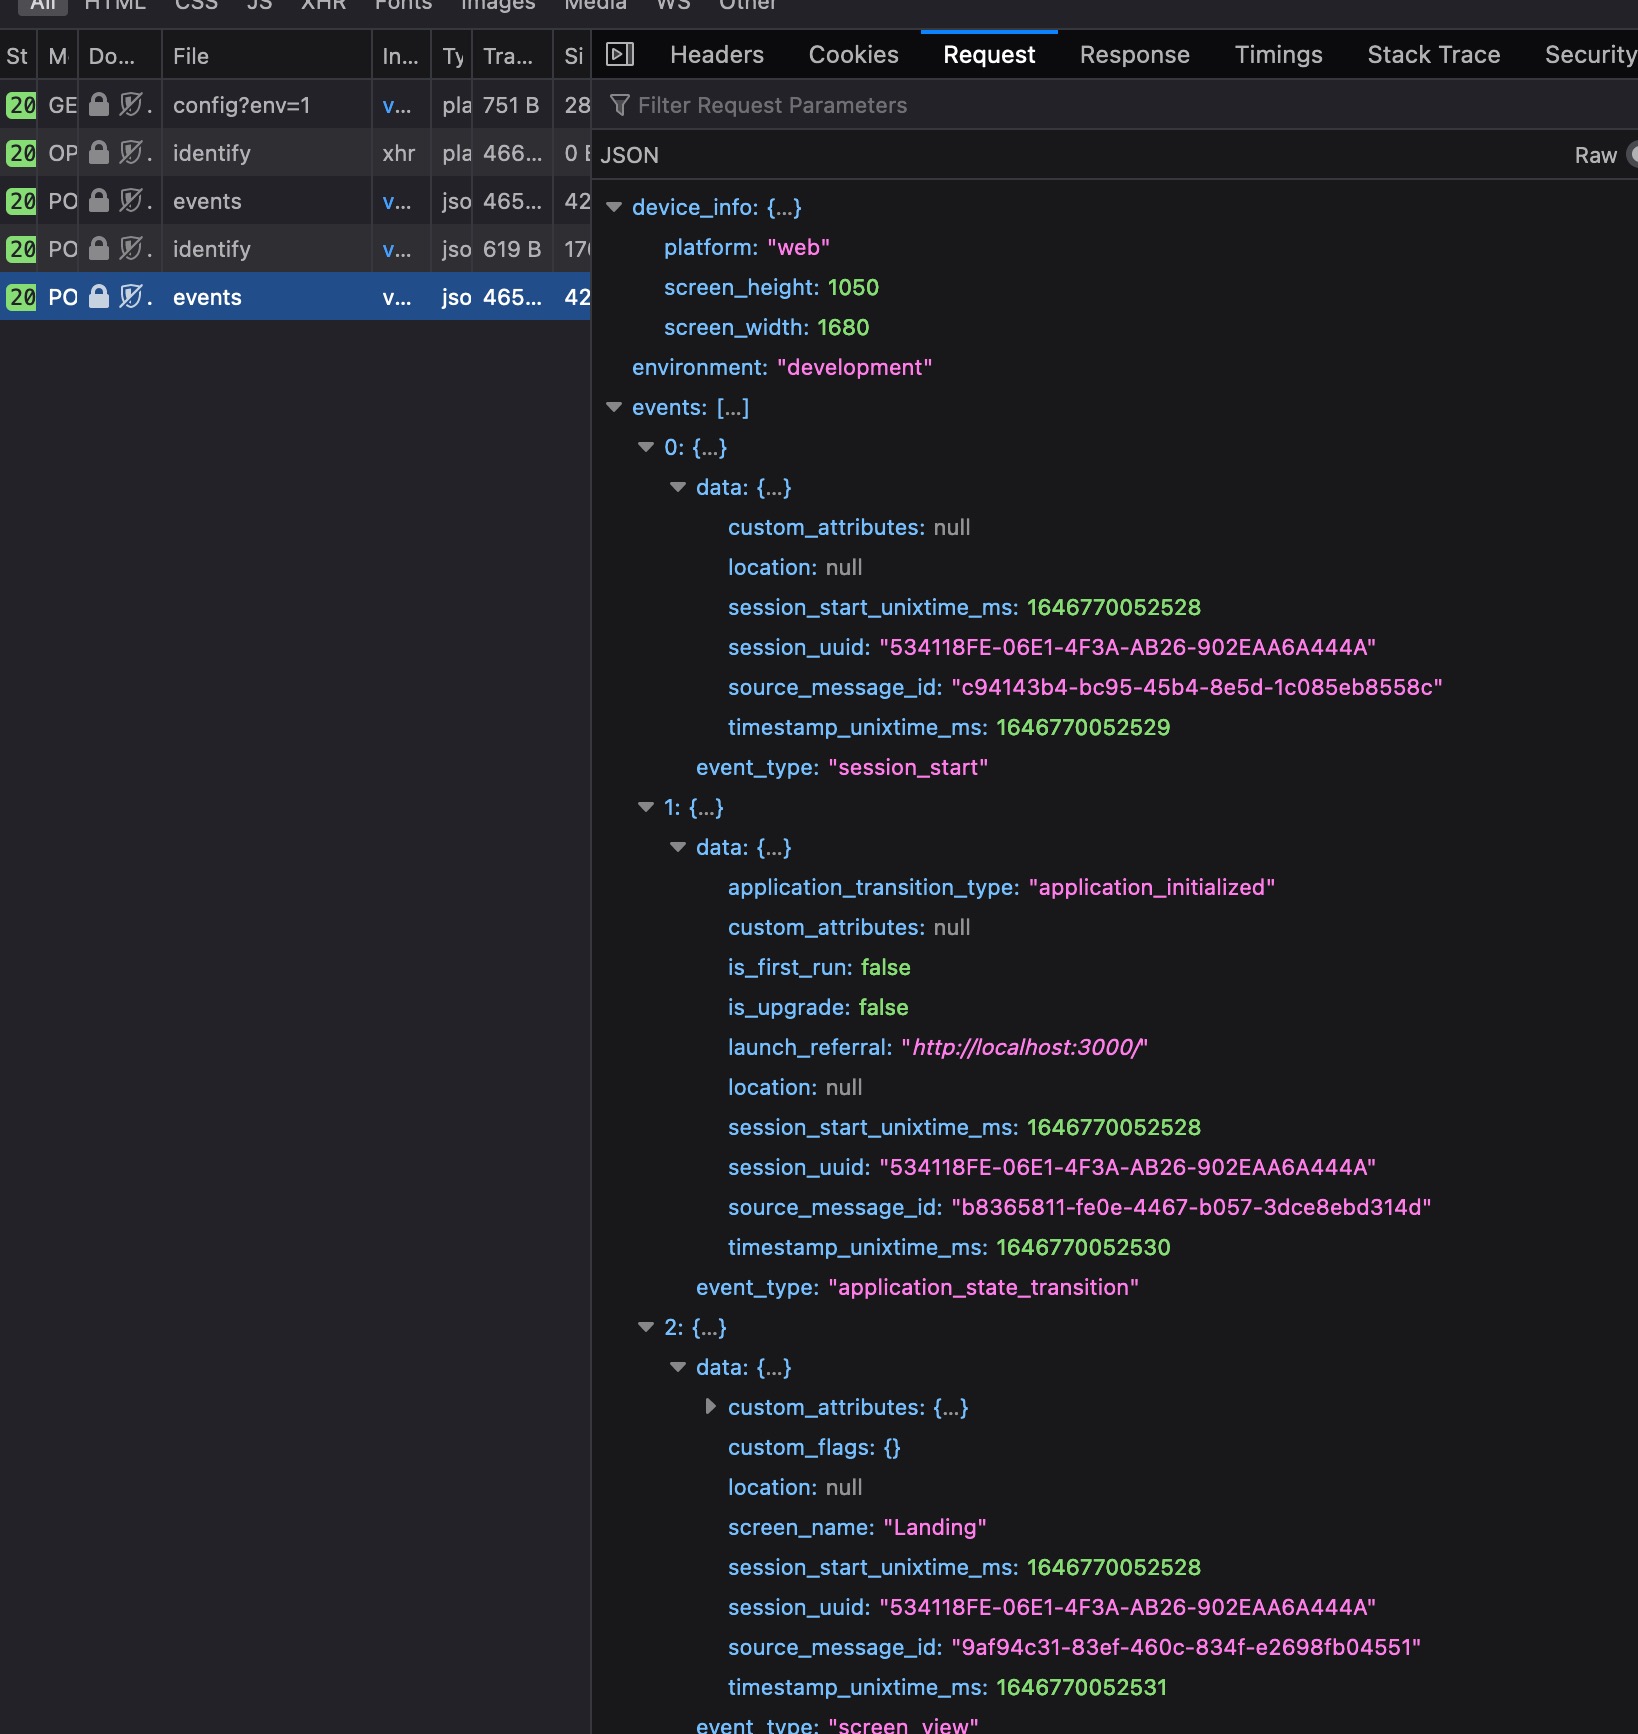 All HTML CSS JS XHR Fonts Images Media WS Other
St M Do... File In... Ty Tra... Si
Headers Cookies Request Response Timings Stack Trace Security
20 GE . config?env=1 v... pla 751 B 28
20 OP . identify xhr pla 466... 0 B
20 PO . events v... jso 465... 42
20 PO . identify v... jso 619 B 176
20 PO . events v... jso 465... 42
Filter Request Parameters
JSON Raw
device_info: {…}
platform: "web"
screen_height: 1050
screen_width: 1680
environment: "development"
events: […]
0: {…}
data: {…}
custom_attributes: null
location: null
session_start_unixtime_ms: 1646770052528
session_uuid: "534118FE-06E1-4F3A-AB26-902EAA6A444A"
source_message_id: "c94143b4-bc95-45b4-8e5d-1c085eb8558c"
timestamp_unixtime_ms: 1646770052529
event_type: "session_start"
1: {…}
data: {…}
application_transition_type: "application_initialized"
custom_attributes: null
is_first_run: false
is_upgrade: false
launch_referral: "http://localhost:3000/"
location: null
session_start_unixtime_ms: 1646770052528
session_uuid: "534118FE-06E1-4F3A-AB26-902EAA6A444A"
source_message_id: "b8365811-fe0e-4467-b057-3dce8ebd314d"
timestamp_unixtime_ms: 1646770052530
event_type: "application_state_transition"
2: {…}
data: {…}
custom_attributes: {…}
custom_flags: {}
location: null
screen_name: "Landing"
session_start_unixtime_ms: 1646770052528
session_uuid: "534118FE-06E1-4F3A-AB26-902EAA6A444A"
source_message_id: "9af94c31-83ef-460c-834f-e2698fb04551"
timestamp_unixtime_ms: 1646770052531
event_type: "screen_view"